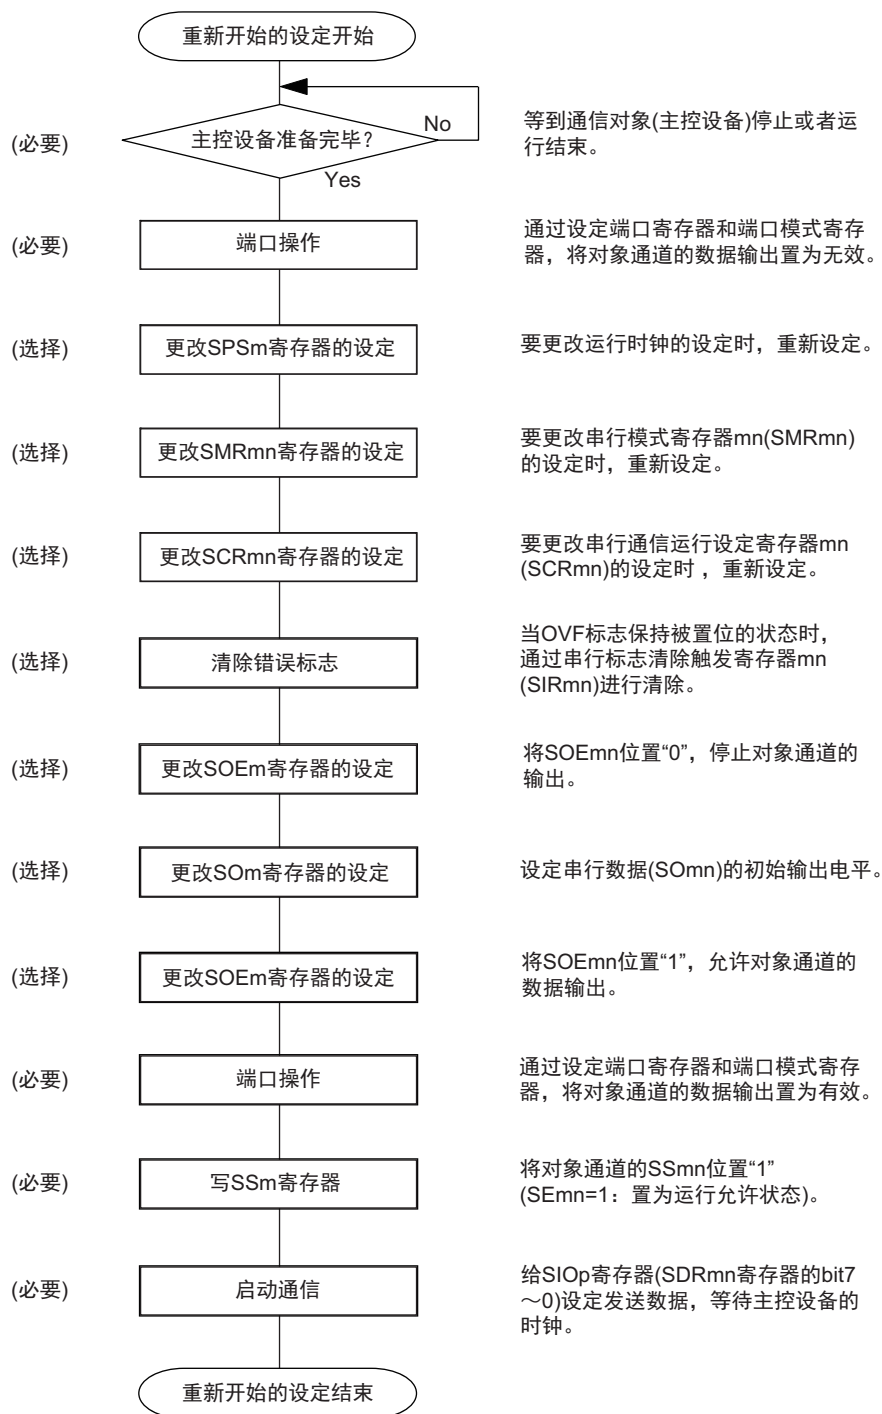 重新开始的设定开始
(必要)
主控设备准备完毕？
No
Yes
等到通信对象(主控设备)停止或者运
行结束。
(必要)
端口操作
通过设定端口寄存器和端口模式寄存
器，将对象通道的数据输出置为无效。
(选择)
更改SPSm寄存器的设定
要更改运行时钟的设定时，重新设定。
(选择)
更改SMRmn寄存器的设定
要更改串行模式寄存器mn(SMRmn)
的设定时，重新设定。
(选择)
更改SCRmn寄存器的设定
要更改串行通信运行设定寄存器mn
(SCRmn)的设定时 ，重新设定。
(选择)
清除错误标志
当OVF标志保持被置位的状态时，
通过串行标志清除触发寄存器mn
(SIRmn)进行清除。
(选择)
更改SOEm寄存器的设定
将SOEmn位置“0”，停止对象通道的
输出。
(选择)
更改SOm寄存器的设定
设定串行数据(SOmn)的初始输出电平。
(选择)
更改SOEm寄存器的设定
将SOEmn位置“1”，允许对象通道的
数据输出。
(必要)
端口操作
通过设定端口寄存器和端口模式寄存
器，将对象通道的数据输出置为有效。
(必要)
写SSm寄存器
将对象通道的SSmn位置“1”
(SEmn=1：置为运行允许状态)。
(必要)
启动通信
给SIOp寄存器(SDRmn寄存器的bit7
～0)设定发送数据，等待主控设备的
时钟。
重新开始的设定结束